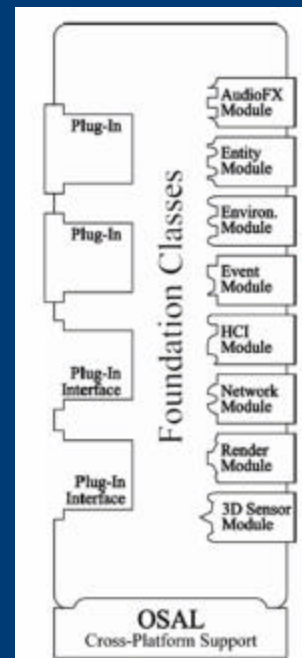 Plug-In
Plug-In
Plug-In
Interface
Plug-In
Interface
Foundation Classes
AudioFX
Module
Entity
Module
Environ.
Module
Event
Module
HCI
Module
Network
Module
Render
Module
3D Sensor
Module
OSAL
Cross-Platform Support